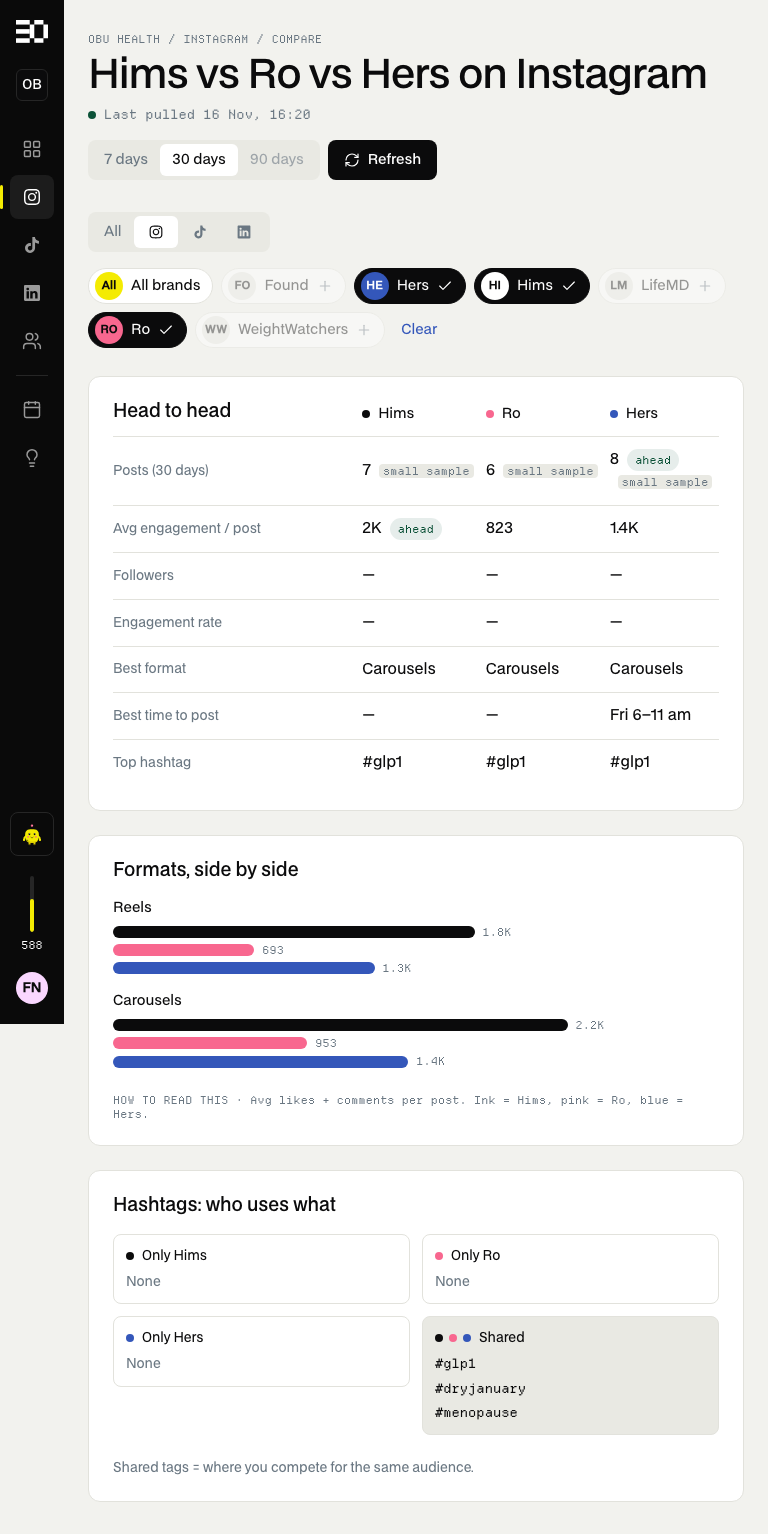 OBU HEALTH / INSTAGRAM / COMPARE
Hims vs Ro vs Hers on Instagram
OB
Last pulled 16 Nov, 16:20
7 days 30 days 90 days Refresh
All
All All brands FO Found HE Hers HI Hims LM LifeMD
RO Ro WW WeightWatchers Clear
Head to head Hims Ro Hers
Posts (30 days) 7 small sample 6 small sample 8 ahead
small sample
Avg engagement / post 2K ahead 823 1.4K
Followers — — —
Engagement rate — — —
Best format Carousels Carousels Carousels
Best time to post — — Fri 6–11 am
Top hashtag #glp1 #glp1 #glp1
Formats, side by side
Reels
1.8K
693
1.3K
588
FN
Carousels
2.2K
953
1.4K
HOW TO READ THIS · Avg likes + comments per post. Ink = Hims, pink = Ro, blue =
Hers.
Hashtags: who uses what
Only Hims
None
Only Ro
None
Only Hers
None
Shared
#glp1
#dryjanuary
#menopause
Shared tags = where you compete for the same audience.